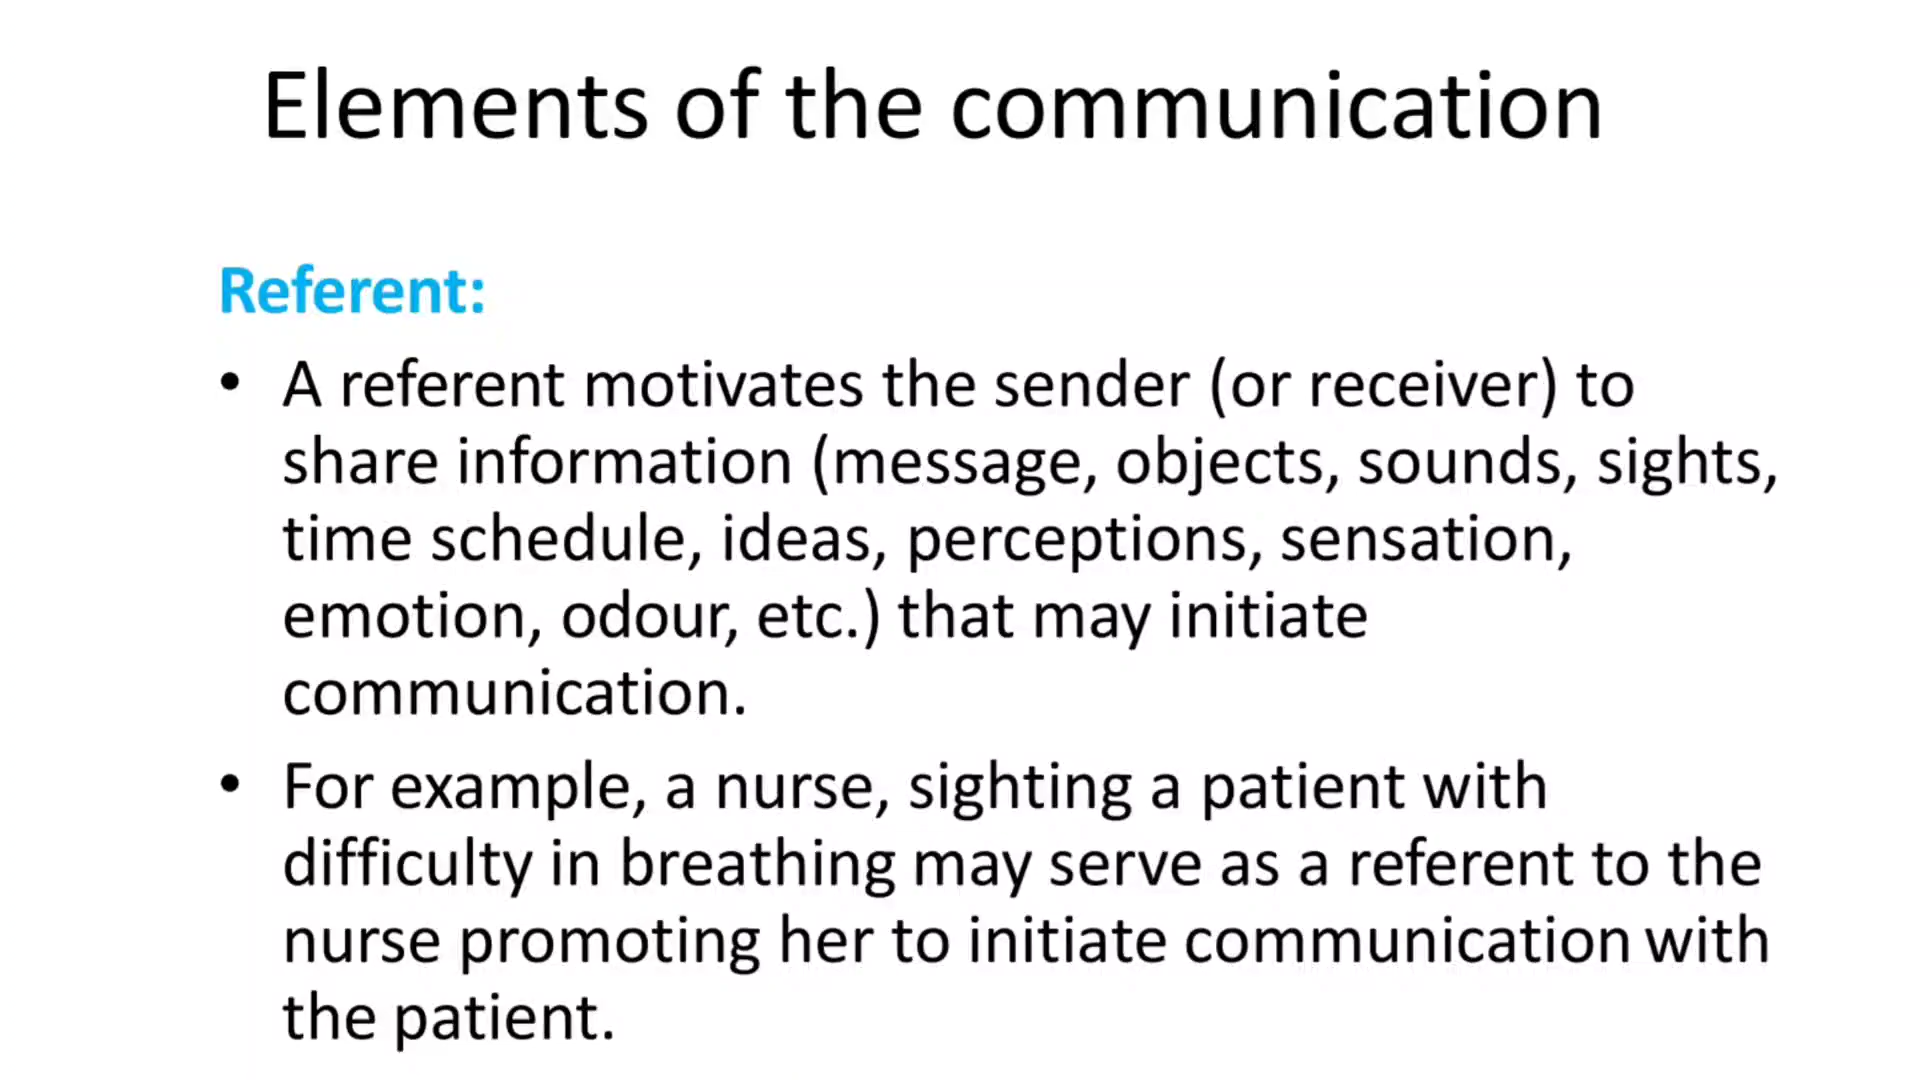 Elements of the communication
Referent:
• A referent motivates the sender (or receiver) to
share information (message, objects, sounds, sights,
time schedule, ideas, perceptions, sensation,
emotion, odour, etc.) that may initiate
communication.
• For example, a nurse, sighting a patient with
difficulty in breathing may serve as a referent to the
nurse promoting her to initiate communication with
the patient.